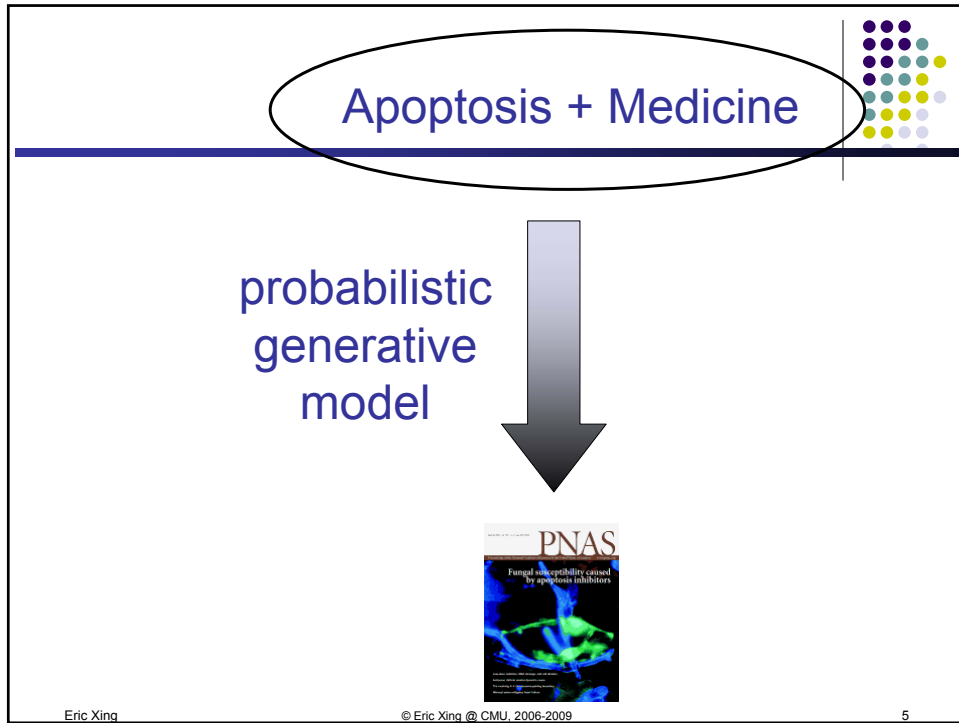 Apoptosis + Medicine
probabilistic
generative
model
PNAS
Fungal susceptibility caused
by apoptosis inhibitors
Eric Xing
© Eric Xing @ CMU, 2006-2009
5